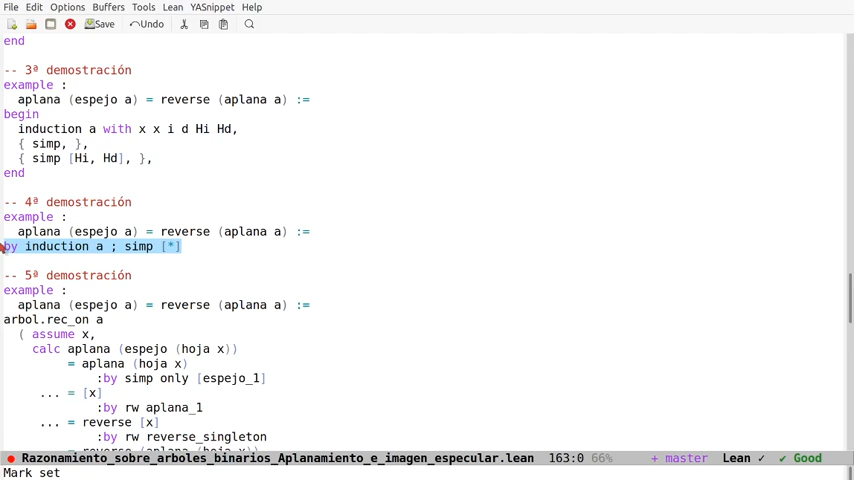 File Edit Options Buffers Tools Lean YASnippet Help
Save Undo
end
-- 3ª demostración
example :
aplana (espejo a) = reverse (aplana a) :=
begin
induction a with x x i d Hi Hd,
{ simp, },
{ simp [Hi, Hd], },
end
-- 4ª demostración
example :
aplana (espejo a) = reverse (aplana a) :=
by induction a ; simp [*]
-- 5ª demostración
example :
aplana (espejo a) = reverse (aplana a) :=
arbol.rec_on a
( assume x,
calc aplana (espejo (hoja x))
= aplana (hoja x)
:by simp only [espejo_1]
... = [x]
:by rw aplana_1
... = reverse [x]
:by rw reverse_singleton
... = reverse (aplana (hoja x))
Razonamiento_sobre_arboles_binarios_Aplanamiento_e_imagen_especular.lean 163:0 66% + master Lean ✓ ✔ Good
Mark set